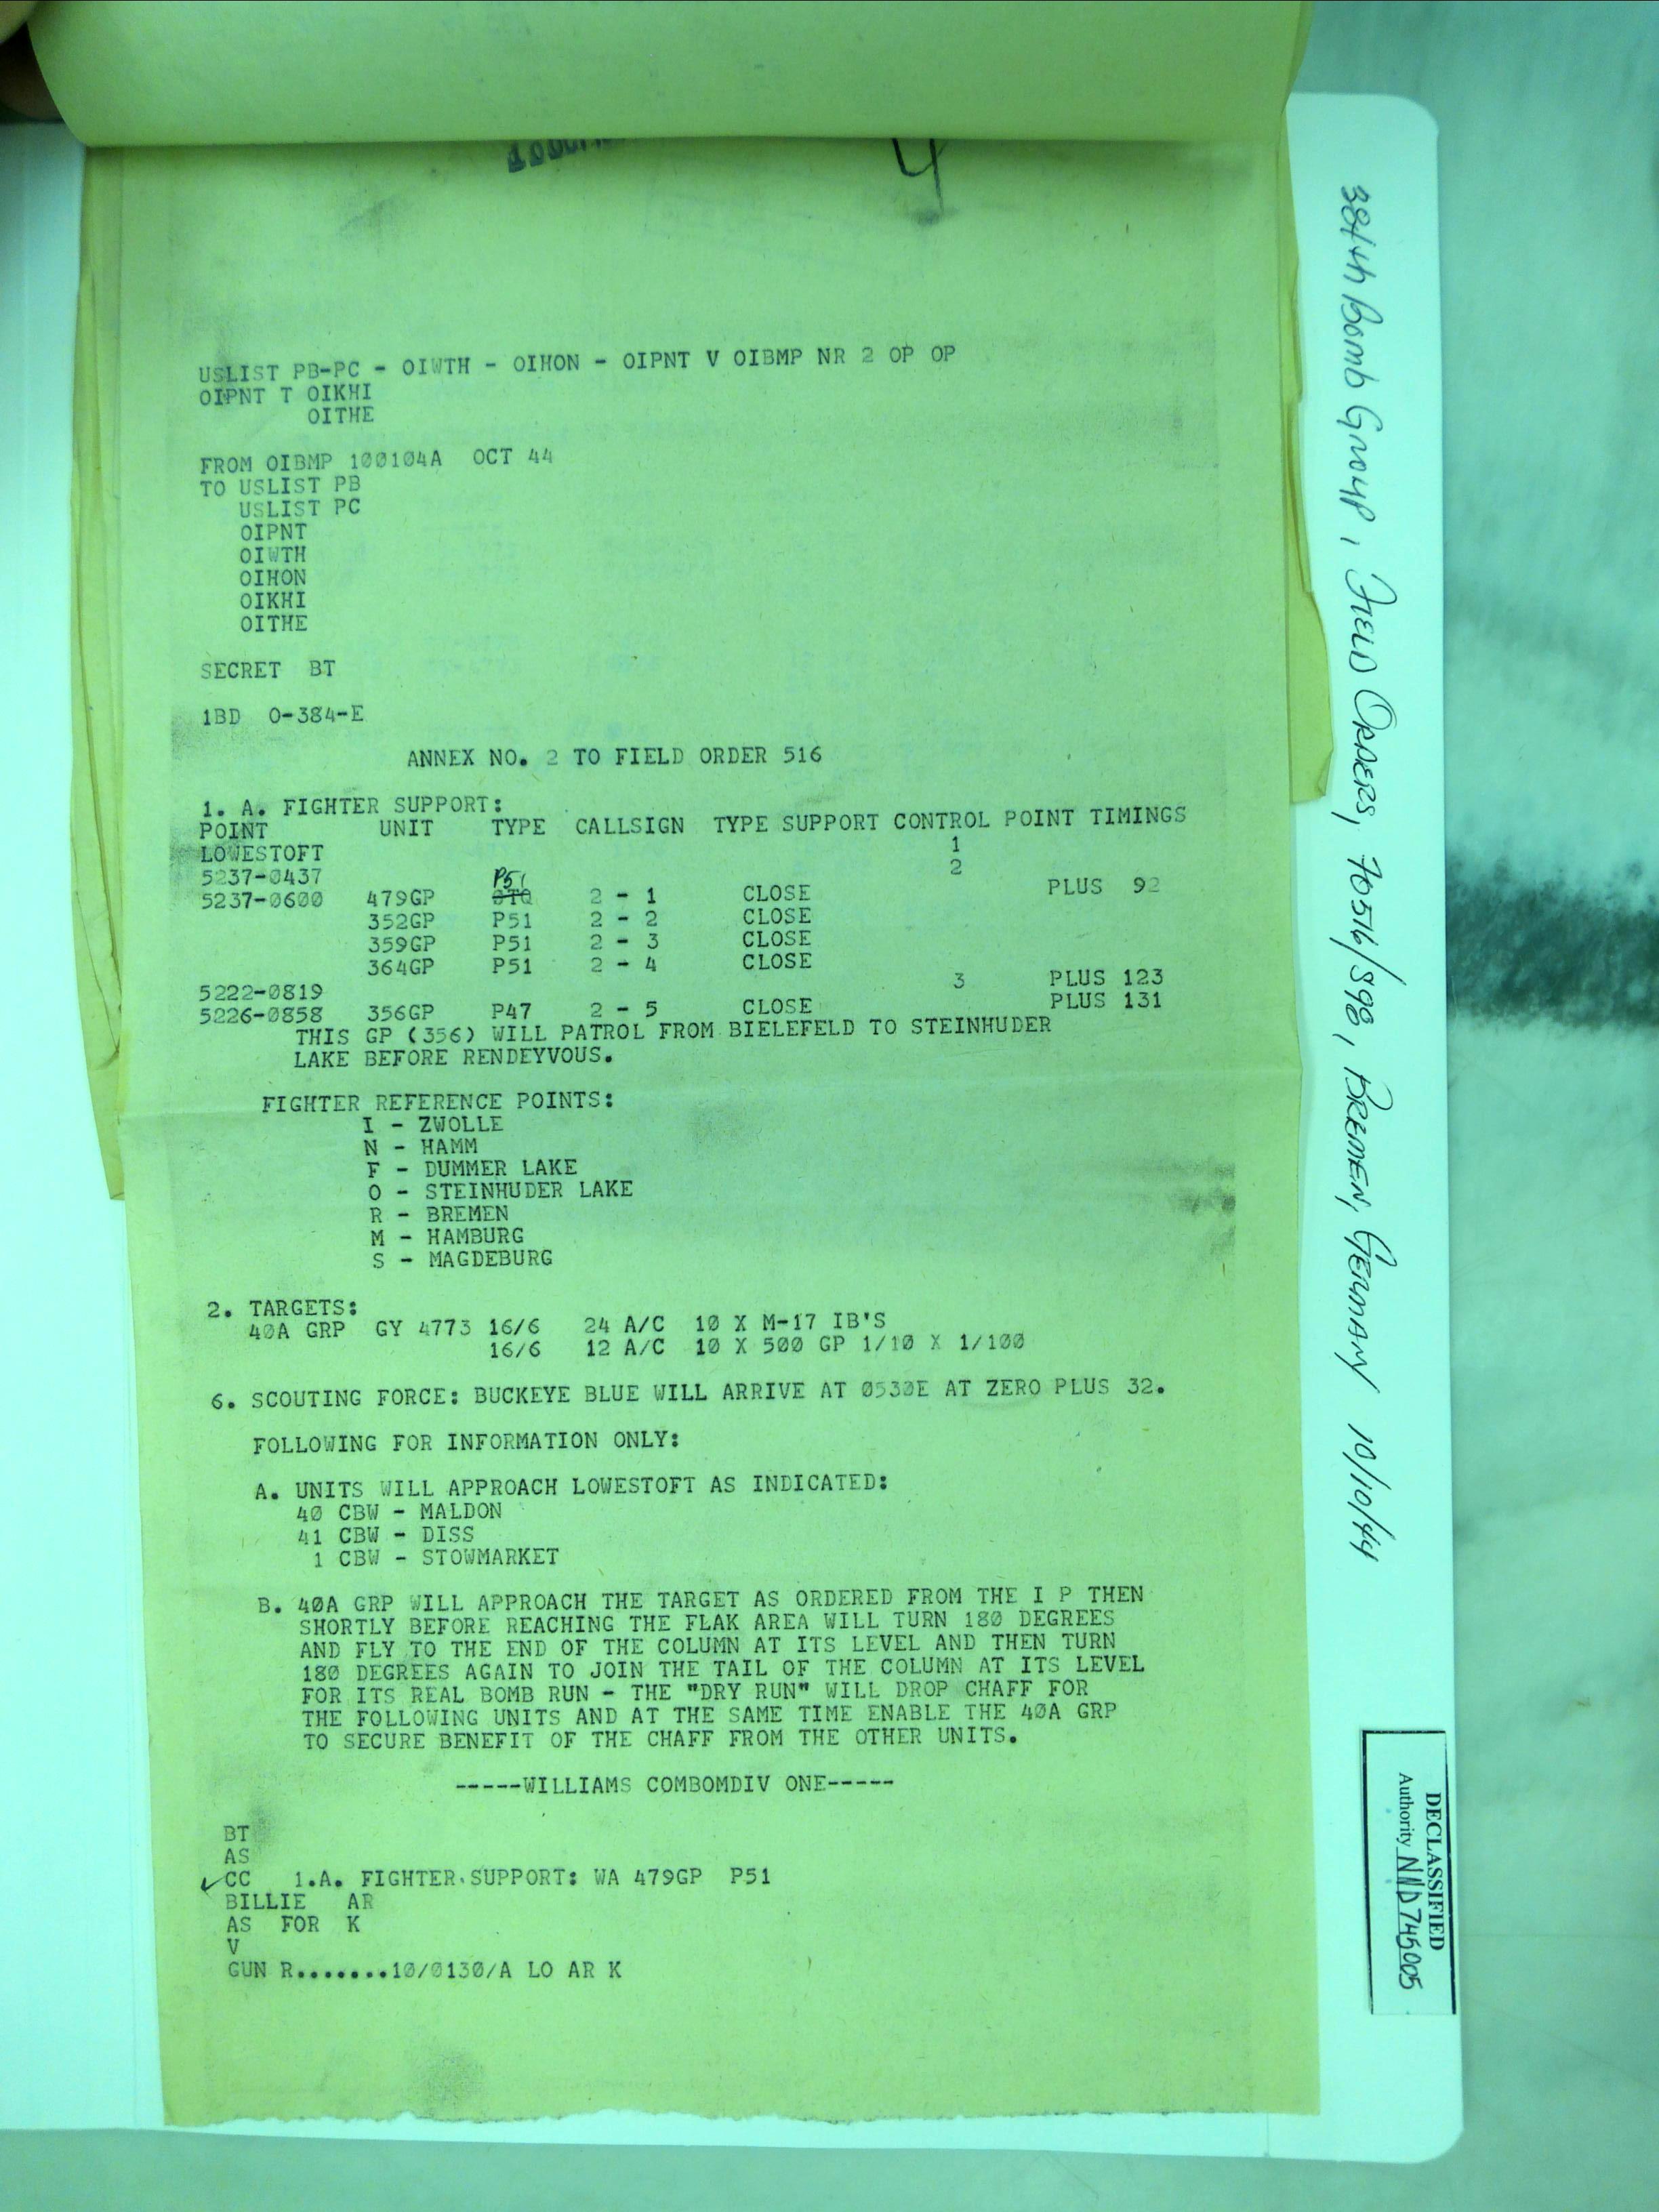 4
USLIST PB-PC - OIWTH - OIHON - OIPNT V OIBMP NR 2 OP OP
OIPNT T OIKHI
OITHE
FROM OIBMP 100104A OCT 44
TO USLIST PB
USLIST PC
OIPNT
OIWTH
OIHON
OIKHI
OITHE
SECRET BT
1BD O-384-E
ANNEX NO. 2 TO FIELD ORDER 516
1. A. FIGHTER SUPPORT:
POINT UNIT TYPE CALLSIGN TYPE SUPPORT CONTROL POINT TIMINGS
LOWESTOFT 1
5237-0437 2
P51
5237-0600 479GP 2 - 1 CLOSE PLUS 92
352GP P51 2 - 2 CLOSE
359GP P51 2 - 3 CLOSE
364GP P51 2 - 4 CLOSE
5222-0819 3 PLUS 123
5226-0858 356GP P47 2 - 5 CLOSE PLUS 131
THIS GP (356) WILL PATROL FROM BIELEFELD TO STEINHUDER
LAKE BEFORE RENDEYVOUS.
FIGHTER REFERENCE POINTS:
I - ZWOLLE
N - HAMM
F - DUMMER LAKE
O - STEINHUDER LAKE
R - BREMEN
M - HAMBURG
S - MAGDEBURG
2. TARGETS:
40A GRP GY 4773 16/6 24 A/C 10 X M-17 IB'S
16/6 12 A/C 10 X 500 GP 1/10 X 1/100
6. SCOUTING FORCE: BUCKEYE BLUE WILL ARRIVE AT 0530E AT ZERO PLUS 32.
FOLLOWING FOR INFORMATION ONLY:
A. UNITS WILL APPROACH LOWESTOFT AS INDICATED:
40 CBW - MALDON
41 CBW - DISS
1 CBW - STOWMARKET
B. 40A GRP WILL APPROACH THE TARGET AS ORDERED FROM THE I P THEN
SHORTLY BEFORE REACHING THE FLAK AREA WILL TURN 180 DEGREES
AND FLY TO THE END OF THE COLUMN AT ITS LEVEL AND THEN TURN
180 DEGREES AGAIN TO JOIN THE TAIL OF THE COLUMN AT ITS LEVEL
FOR ITS REAL BOMB RUN - THE "DRY RUN" WILL DROP CHAFF FOR
THE FOLLOWING UNITS AND AT THE SAME TIME ENABLE THE 40A GRP
TO SECURE BENEFIT OF THE CHAFF FROM THE OTHER UNITS.
-----WILLIAMS COMBOMDIV ONE-----
BT
AS
CC 1.A. FIGHTER SUPPORT: WA 479GP P51
BILLIE AR
AS FOR K
V
GUN R.......10/0130/A LO AR K
384th Bomb Group, FIELD ORDERS, FO516/898, BREMEN, GERMANY 10/10/44
DECLASSIFIED
Authority NND 745005